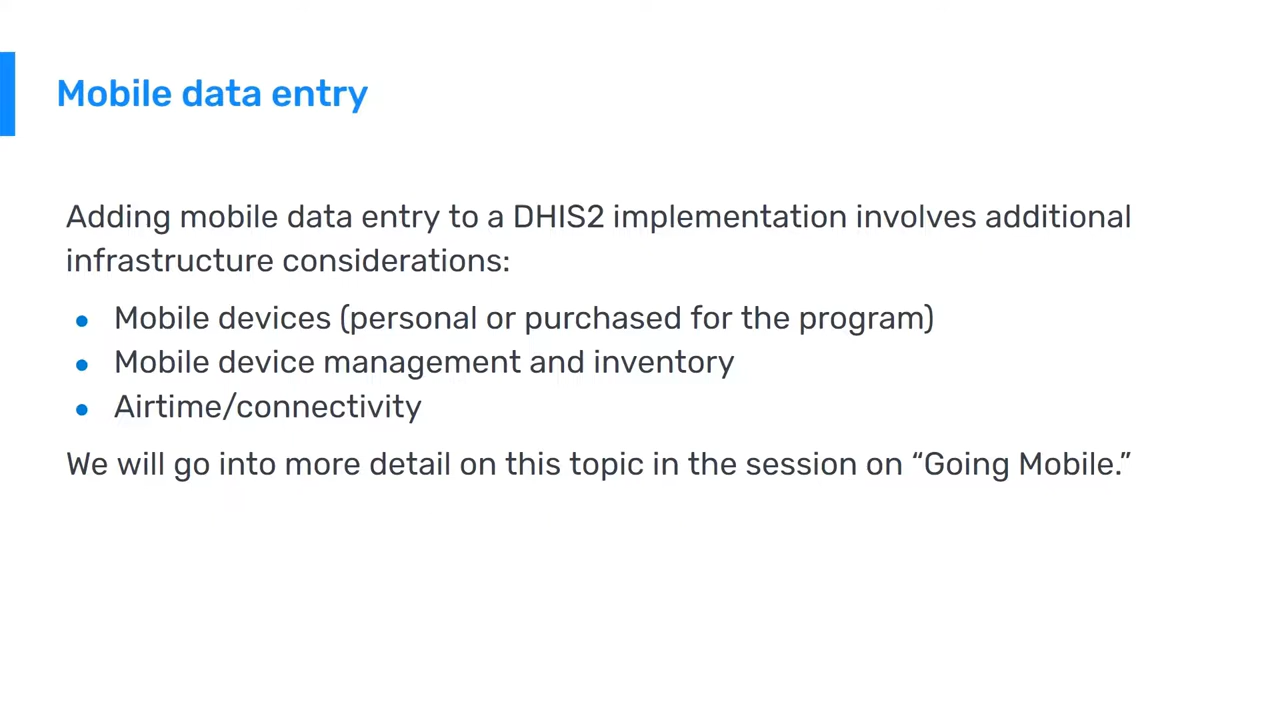 Mobile data entry
Adding mobile data entry to a DHIS2 implementation involves additional
infrastructure considerations:
● Mobile devices (personal or purchased for the program)
● Mobile device management and inventory
● Airtime/connectivity
We will go into more detail on this topic in the session on “Going Mobile.”